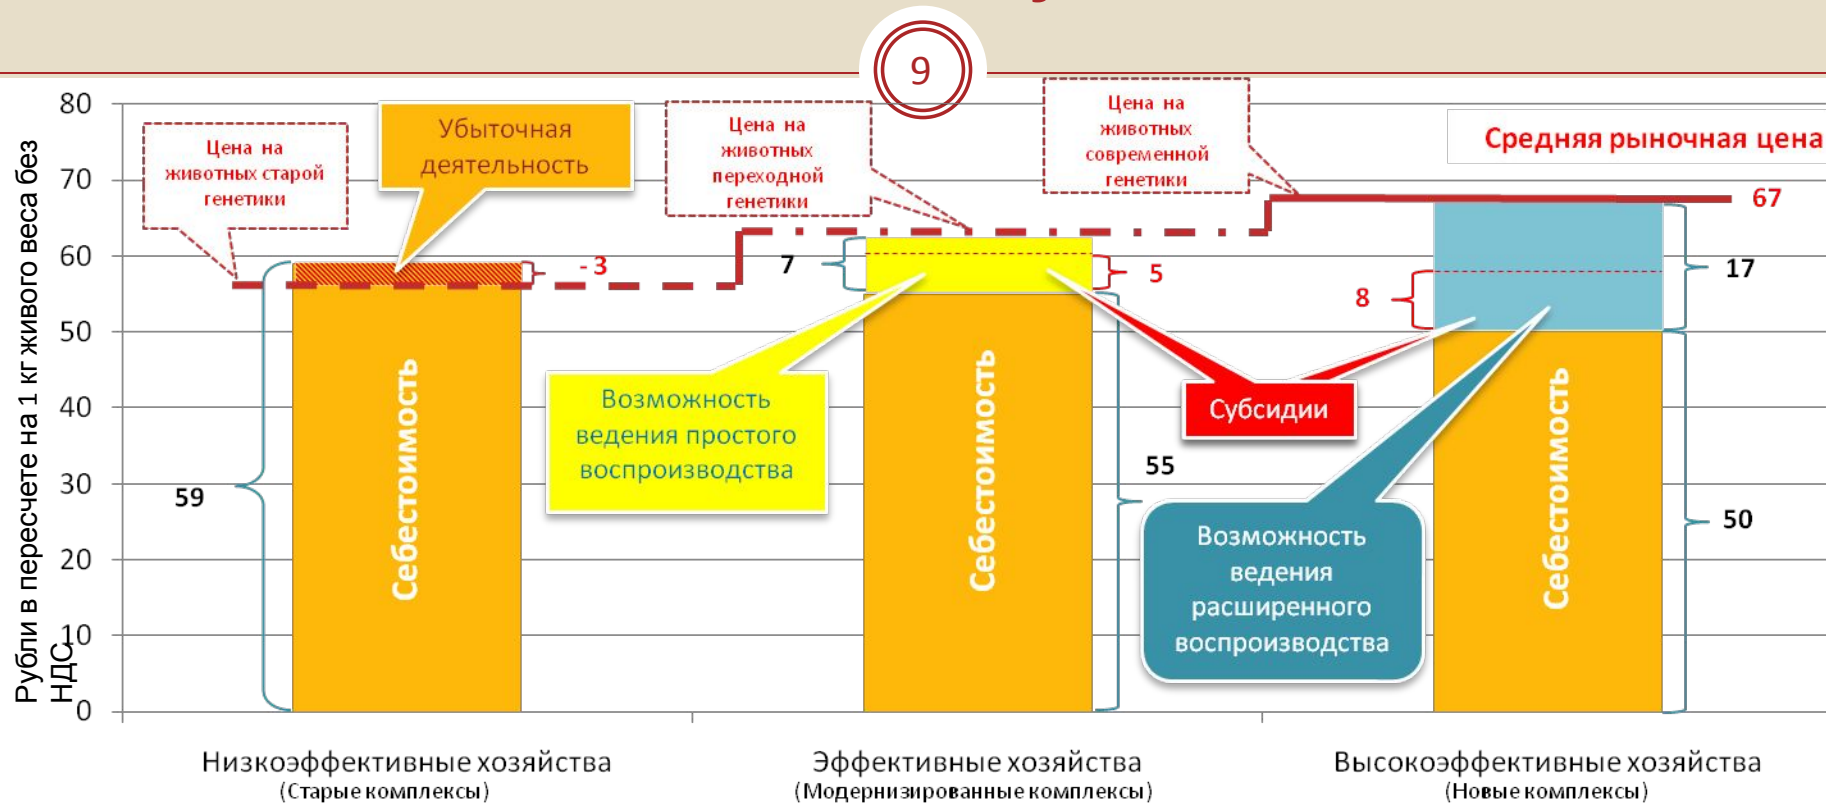 9
Рубли в пересчете на 1 кг живого веса без
НДС
80
70
60
50
40
30
20
10
0
Цена на
животных старой
генетики
Убыточная
деятельность
Цена на
животных
переходной
генетики
Цена на
животных
современной
генетики
Средняя рыночная цена
67
- 3
7
5
8
17
Себестоимость
Себестоимость
Себестоимость
Возможность
ведения простого
воспроизводства
Субсидии
Возможность
ведения
расширенного
воспроизводства
59
55
50
Низкоэффективные хозяйства
(Старые комплексы)
Эффективные хозяйства
(Модернизированные комплексы)
Высокоэффективные хозяйства
(Новые комплексы)